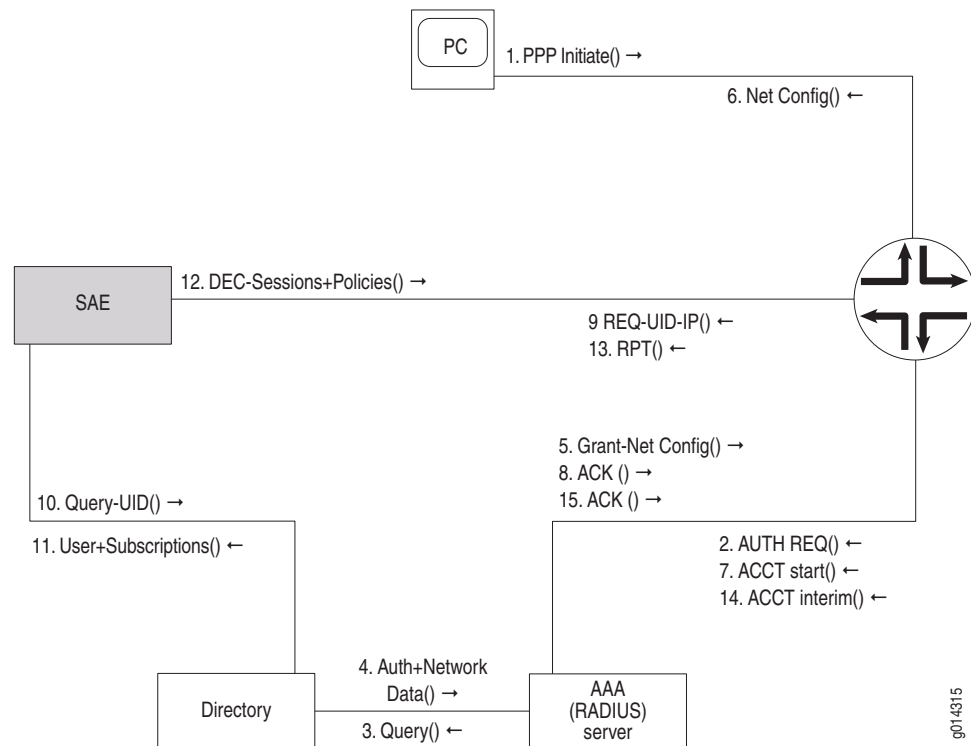 PC
1. PPP Initiate() →
6. Net Config() ←
SAE
12. DEC-Sessions+Policies() →
9 REQ-UID-IP() ←
13. RPT() ←
5. Grant-Net Config() →
8. ACK () →
15. ACK () →
10. Query-UID() →
11. User+Subscriptions() ←
2. AUTH REQ() ←
7. ACCT start() ←
14. ACCT interim() ←
4. Auth+Network
Data() →
3. Query() ←
Directory
AAA
(RADIUS)
server
g014315